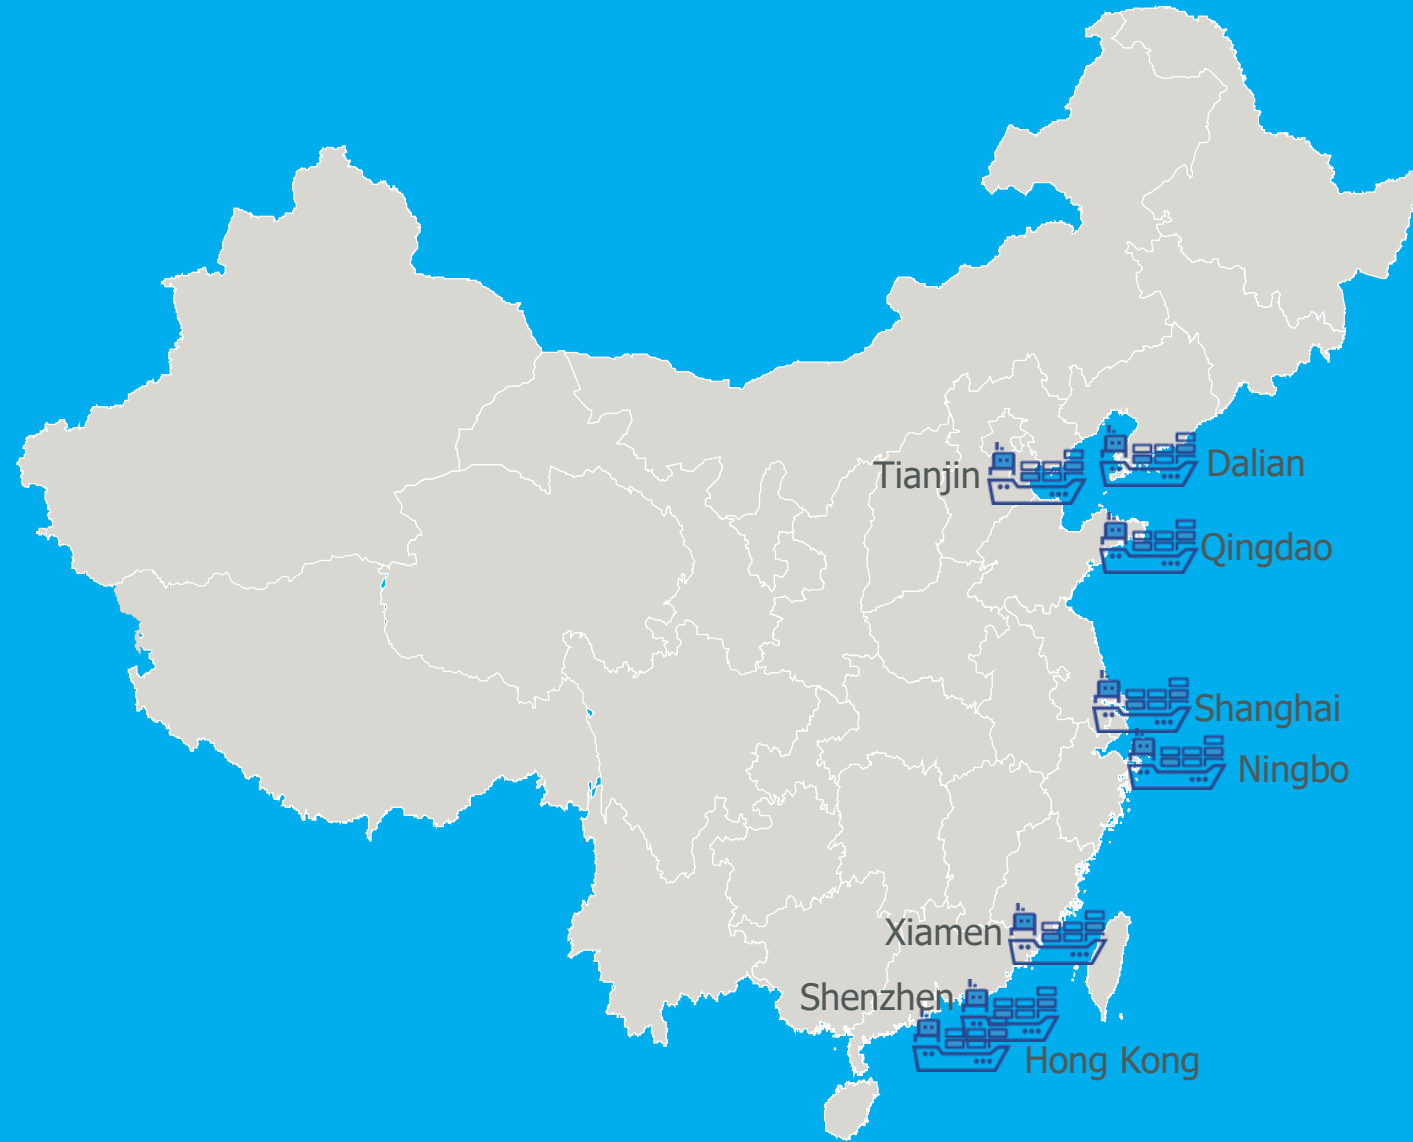 Dalian
Tianjin
Qingdao
Shanghai
Ningbo
Xiamen
Shenzhen
Hong Kong